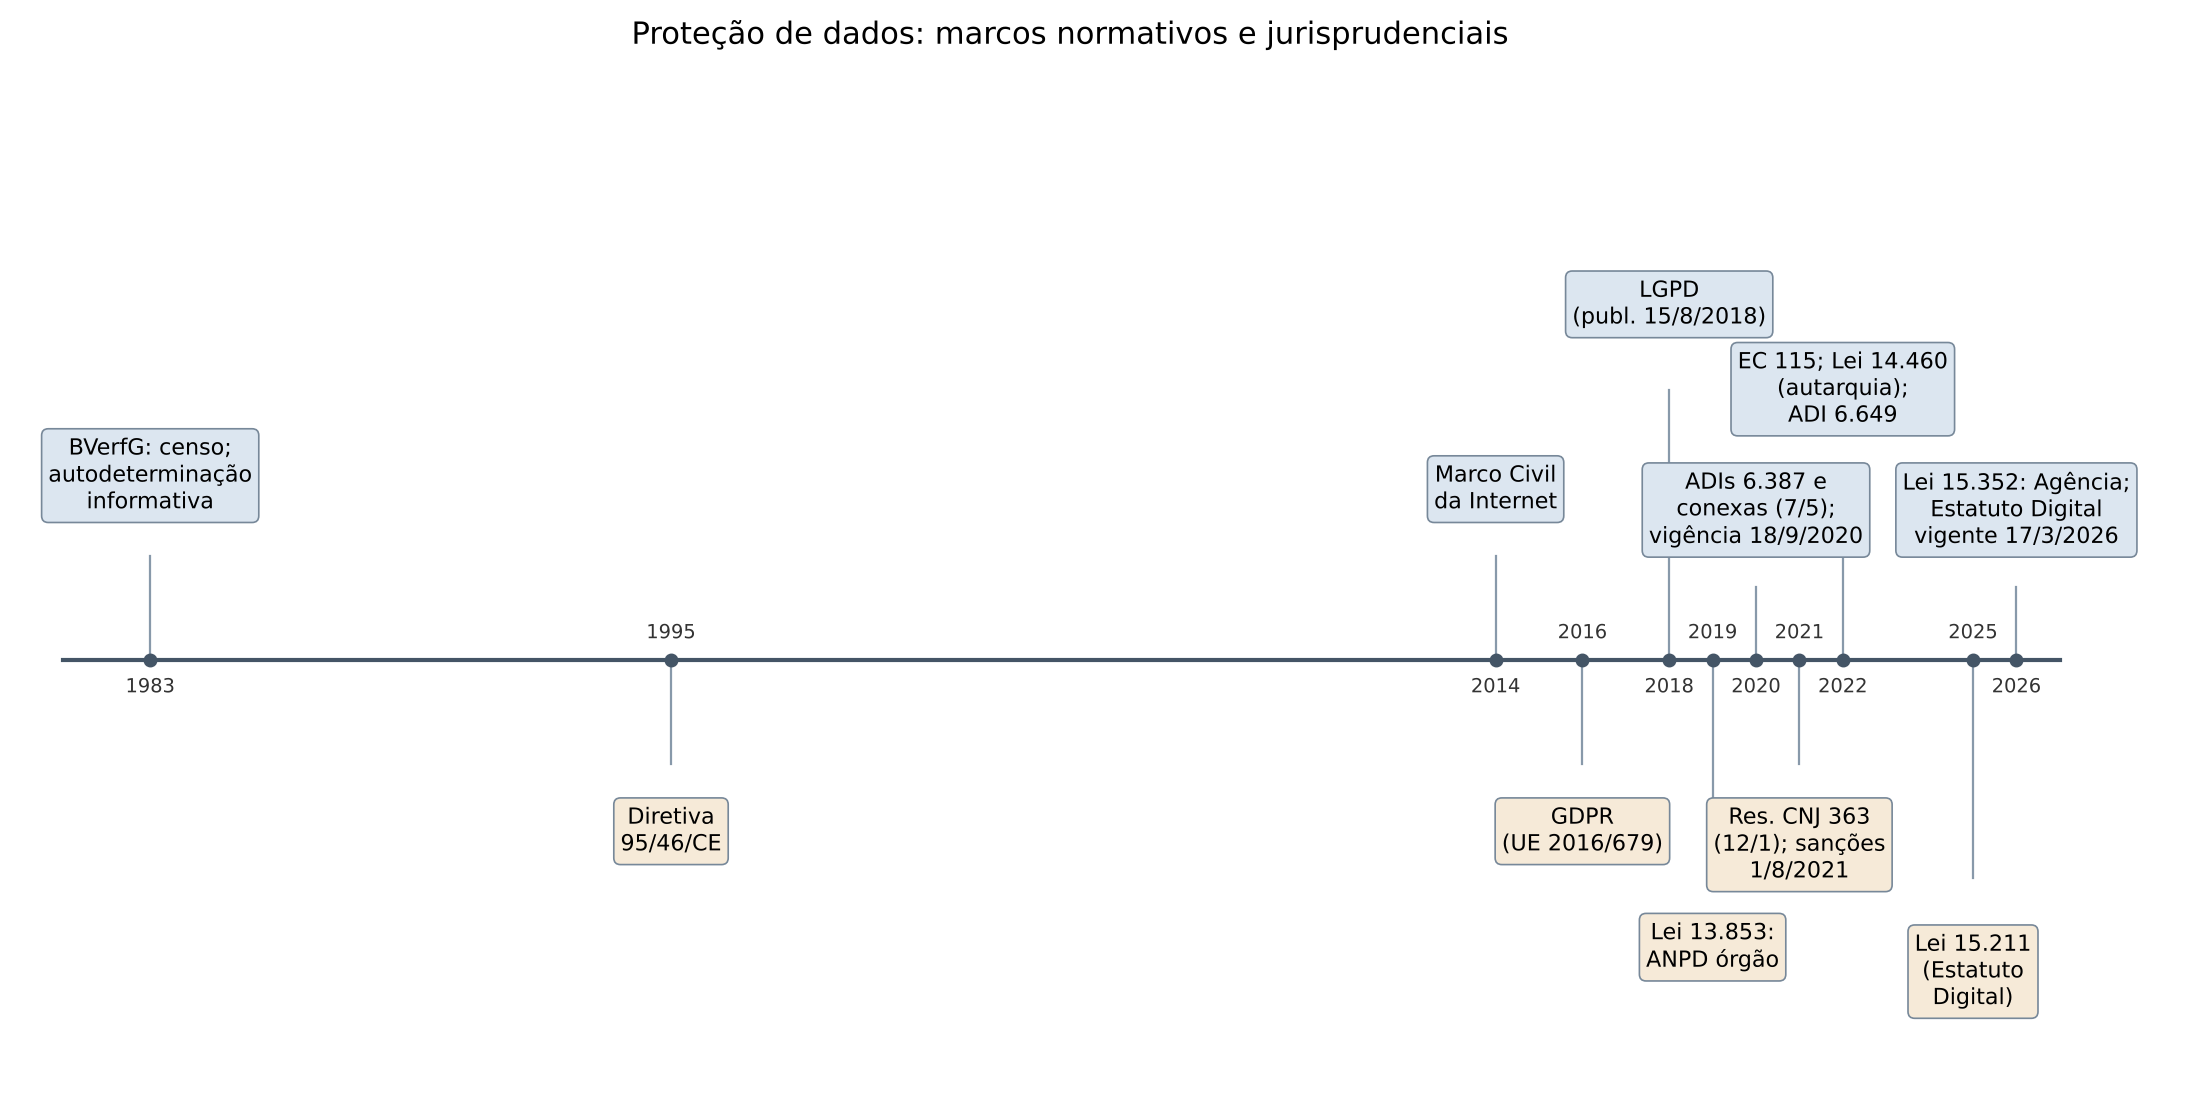 Proteção de dados: marcos normativos e jurisprudenciais
LGPD
(publ. 15/8/2018)
EC 115; Lei 14.460
(autarquia);
ADI 6.649
BVerfG: censo;
autodeterminação
informativa
Marco Civil
da Internet
ADIs 6.387 e
conexas (7/5);
vigência 18/9/2020
Lei 15.352: Agência;
Estatuto Digital
vigente 17/3/2026
1995
2016
2019
2021
2025
1983
2014
2018
2020
2022
2026
Diretiva
95/46/CE
GDPR
(UE 2016/679)
Res. CNJ 363
(12/1); sanções
1/8/2021
Lei 13.853:
ANPD órgão
Lei 15.211
(Estatuto
Digital)